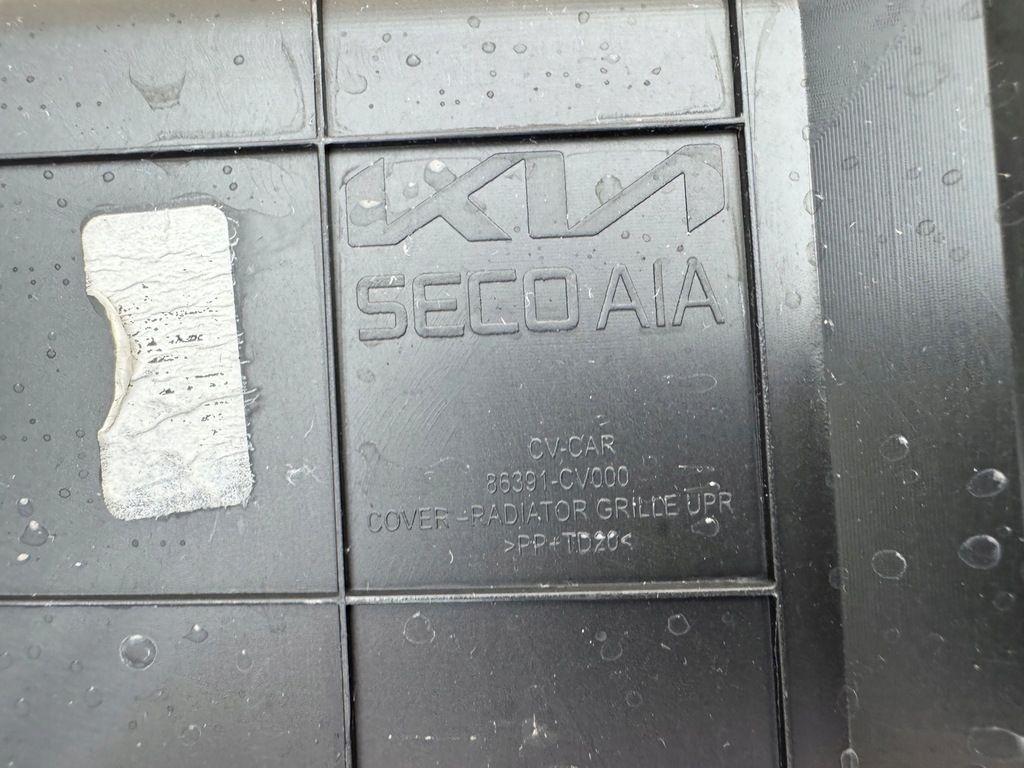 KIA
SECO AIA
CV-CAR
86391-CV000
COVER-RADIATOR GRILLE UPR
>PP+TD20<